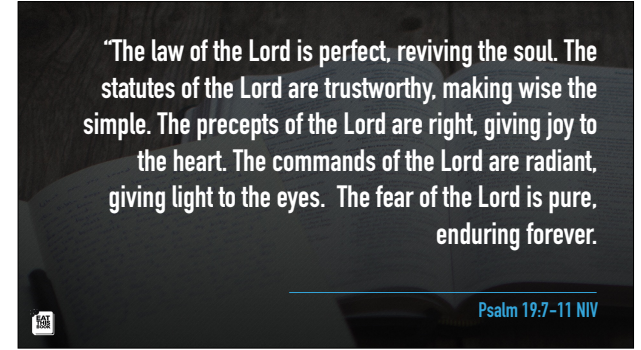 “The law of the Lord is perfect, reviving the soul. The
statutes of the Lord are trustworthy, making wise the
simple. The precepts of the Lord are right, giving joy to
the heart. The commands of the Lord are radiant,
giving light to the eyes.  The fear of the Lord is pure,
enduring forever.
Psalm 19:7-11 NIV
EAT
THIS
BOOK